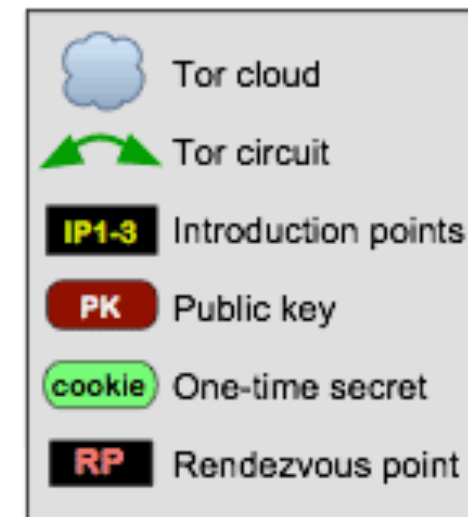 Tor cloud
Tor circuit
IP1-3 Introduction points
PK Public key
cookie One-time secret
RP Rendezvous point